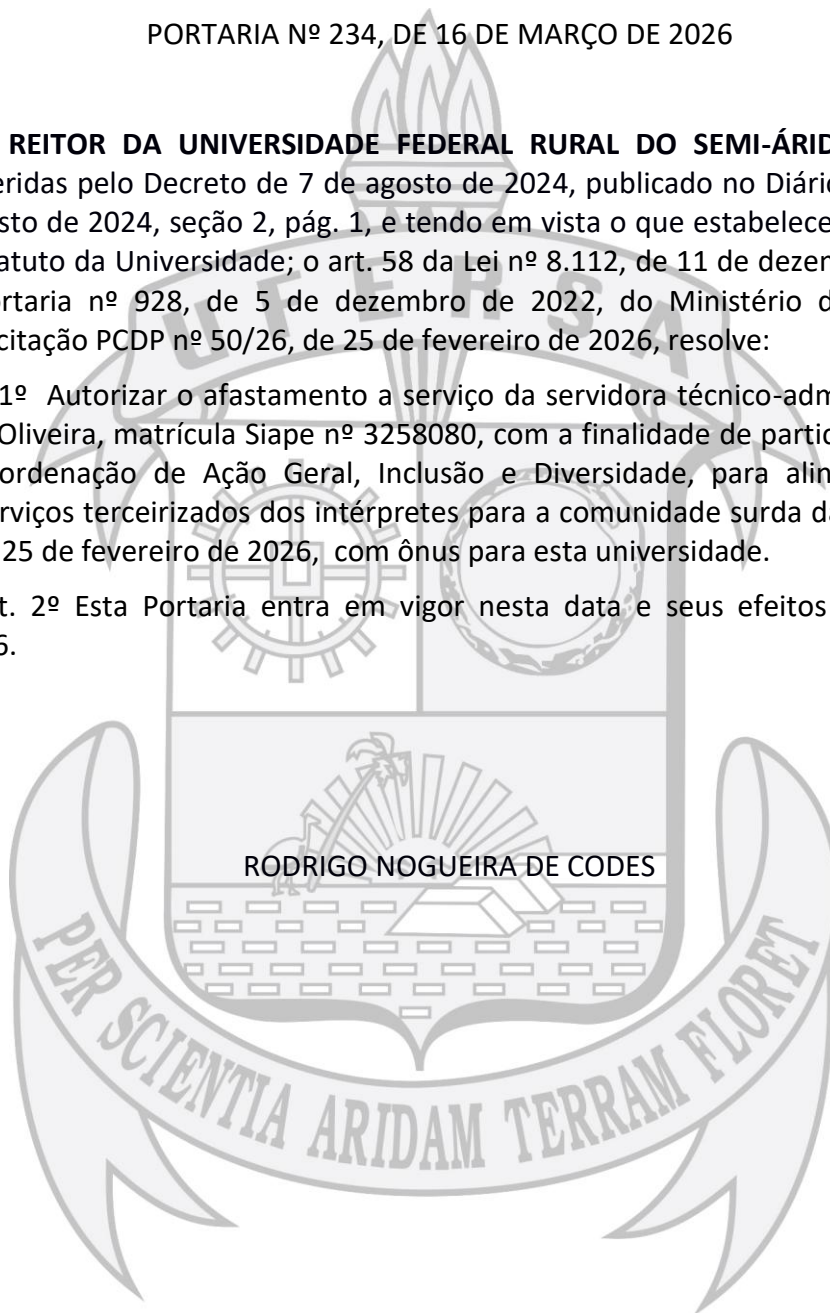 PORTARIA Nº 234, DE 16 DE MARÇO DE 2026
REITOR DA UNIVERSIDADE FEDERAL RURAL DO SEMI-ÁRID
eridas pelo Decreto de 7 de agosto de 2024, publicado no Diári
sto de 2024, seção 2, pág. 1, e tendo em vista o que estabelece
atuto da Universidade; o art. 58 da Lei nº 8.112, de 11 de dezen
ortaria nº 928, de 5 de dezembro de 2022, do Ministério d
citação PCDP nº 50/26, de 25 de fevereiro de 2026, resolve:
1º Autorizar o afastamento a serviço da servidora técnico-adm
Oliveira, matrícula Siape nº 3258080, com a finalidade de partic
ordenação de Ação Geral, Inclusão e Diversidade, para alin
rviços terceirizados dos intérpretes para a comunidade surda da
25 de fevereiro de 2026, com ônus para esta universidade.
t. 2º Esta Portaria entra em vigor nesta data e seus efeitos
6.
RODRIGO NOGUEIRA DE CODES
UFERSA
PER SCIENTIA ARIDAM TERRAM FLORET